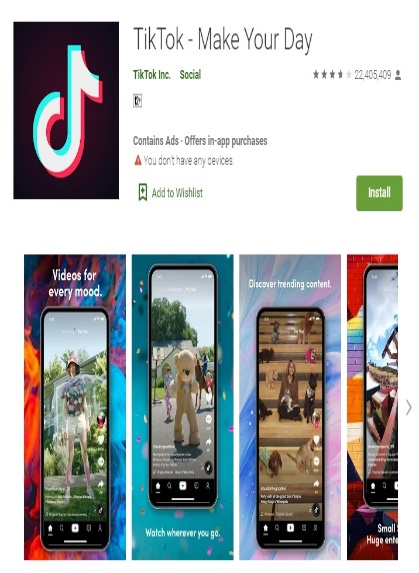 TikTok - Make Your Day
TikTok Inc. Social 22,405,409
Contains Ads · Offers in-app purchases
You don't have any devices.
Add to Wishlist
Install
Videos for
every mood.
Discover trending content.
Watch wherever you go.
Small
Huge ente